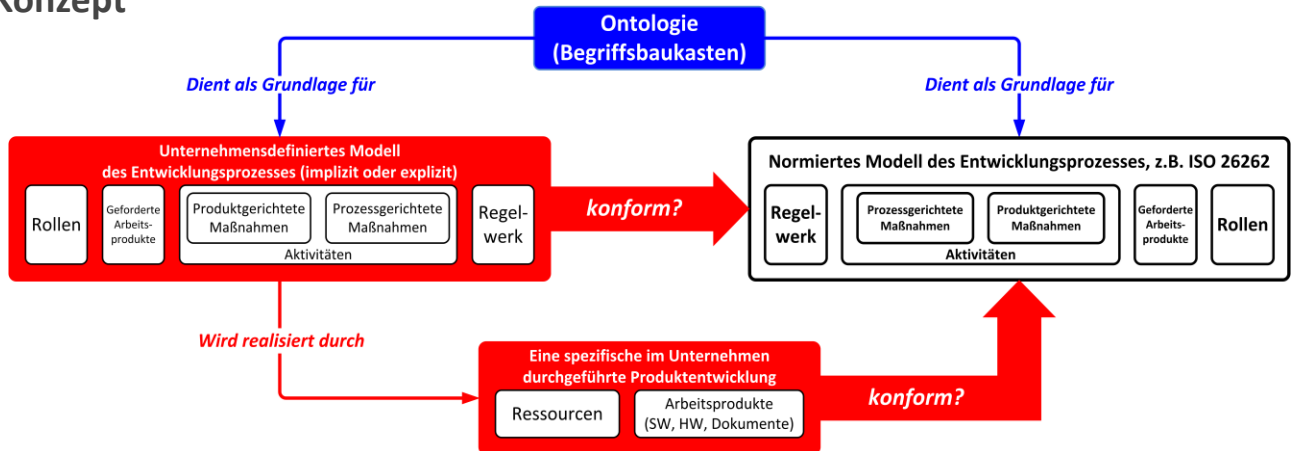 Konzept
Ontologie
(Begriffsbaukasten)
Dient als Grundlage für
Dient als Grundlage für
Unternehmensdefiniertes Modell
des Entwicklungsprozesses (implizit oder explizit)
Rollen
Geforderte
Arbeits-
produkte
Produktgerichtete
Maßnahmen
Prozessgerichtete
Maßnahmen
Aktivitäten
Regel-
werk
konform?
Normiertes Modell des Entwicklungsprozesses, z.B. ISO 26262
Regel-
werk
Prozessgerichtete
Maßnahmen
Produktgerichtete
Maßnahmen
Aktivitäten
Geforderte
Arbeits-
produkte
Rollen
Wird realisiert durch
Eine spezifische im Unternehmen
durchgeführte Produktentwicklung
Ressourcen
Arbeitsprodukte
(SW, HW, Dokumente)
konform?